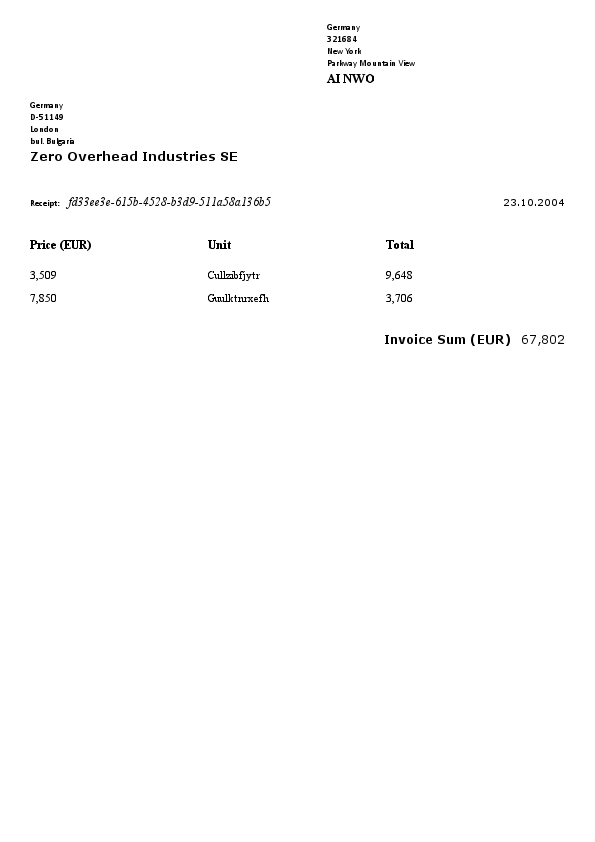 Germany
321684
New York
Parkway Mountain View
AI NWO
Germany
D-51149
London
bul. Bulgaria
Zero Overhead Industries SE
Receipt: fd33ee3e-615b-4528-b3d9-511a58a136b5 23.10.2004
Price (EUR) Unit Total
3,509 Cullzibfjytr 9,648
7,850 Guulktnrxefh 3,706
Invoice Sum (EUR) 67,802